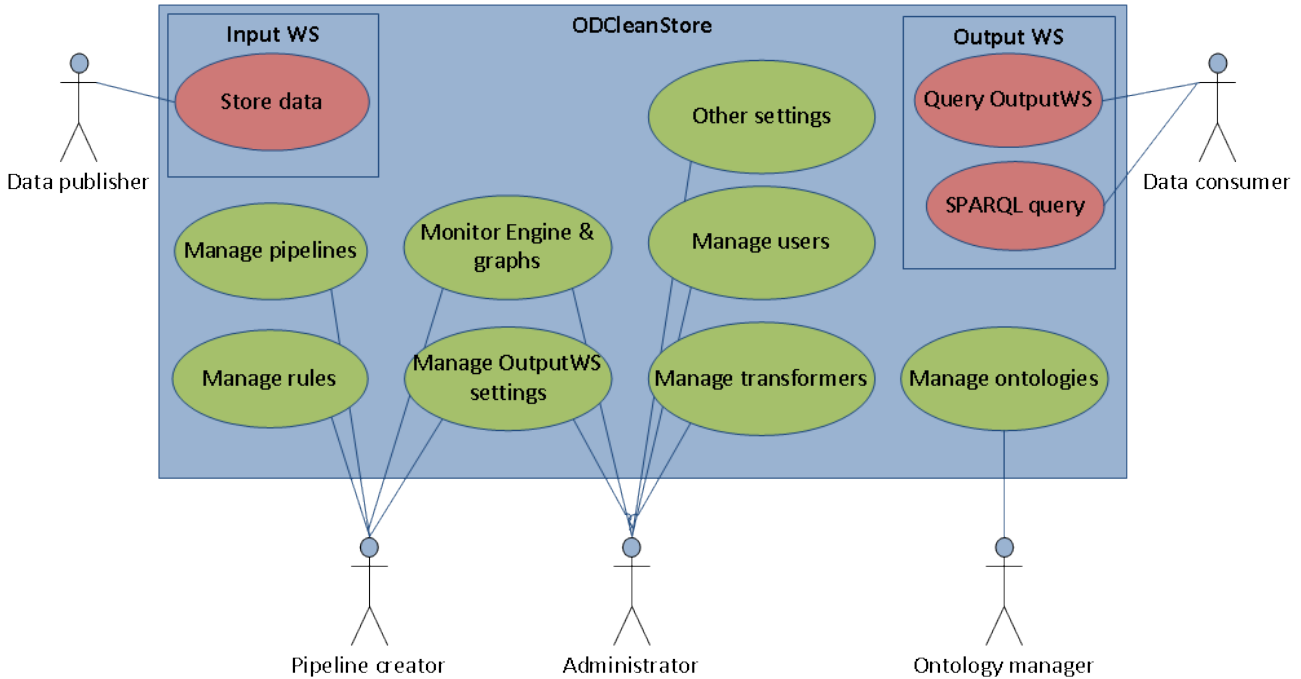 ODCleanStore
Input WS
Output WS
Store data
Other settings
Query OutputWS
Data publisher
Data consumer
SPARQL query
Manage pipelines
Monitor Engine &
graphs
Manage users
Manage rules
Manage OutputWS
settings
Manage transformers
Manage ontologies
Pipeline creator
Administrator
Ontology manager